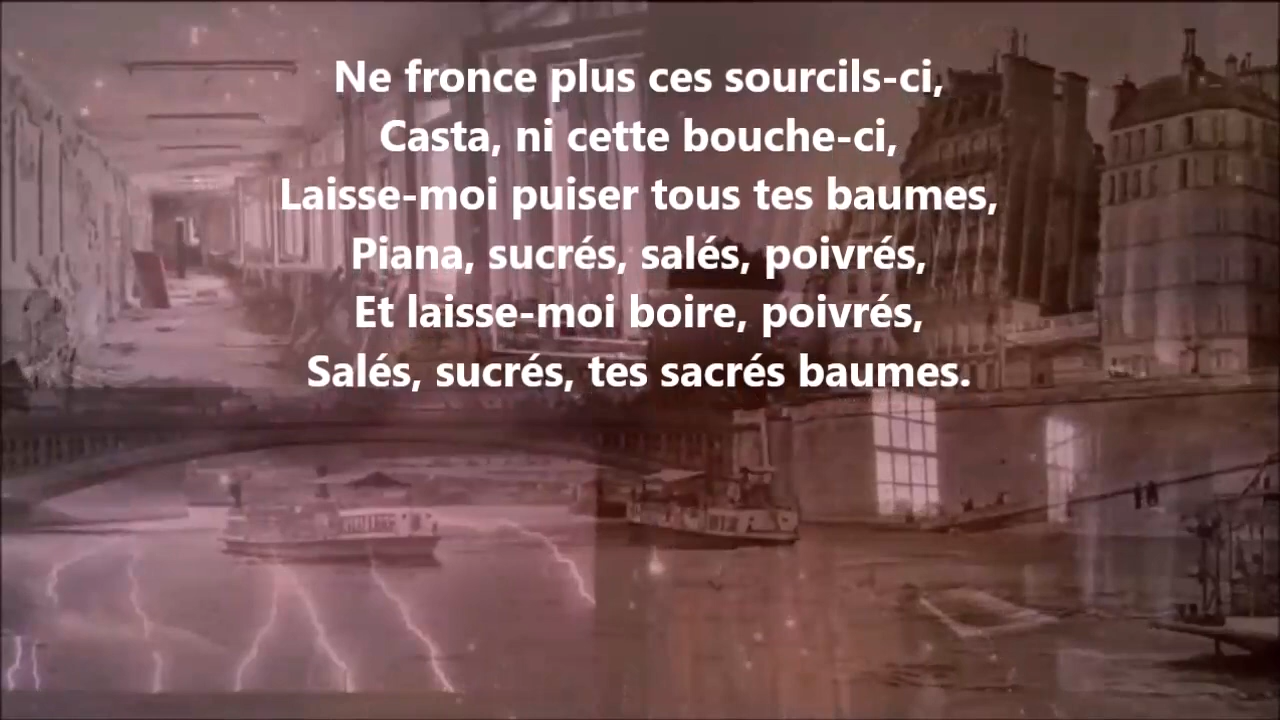 Ne fronce plus ces sourcils-ci,
Casta, ni cette bouche-ci,
Laisse-moi puiser tous tes baumes,
Piana, sucrés, salés, poivrés,
Et laisse-moi boire, poivrés,
Salés, sucrés, tes sacrés baumes.